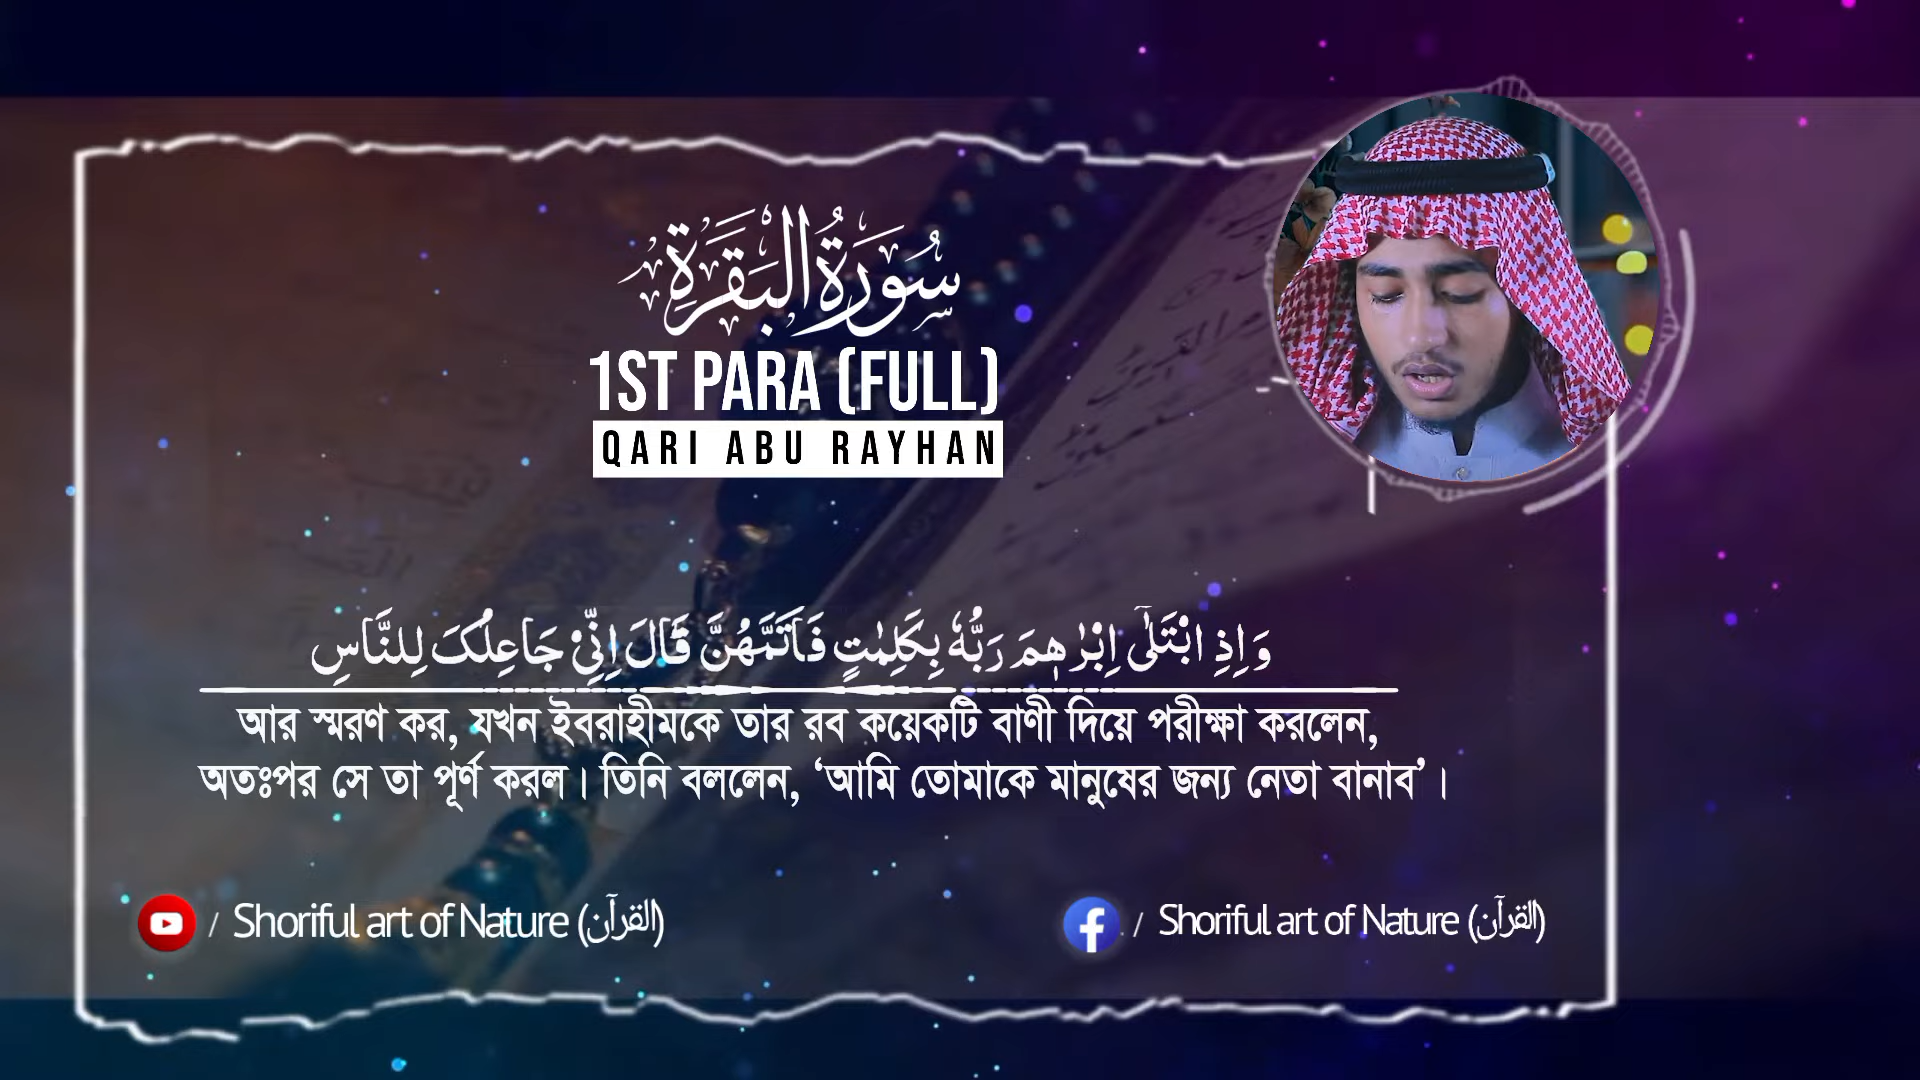 سُورَةُ البَقَرَةِ
1ST PARA (FULL)
QARI ABU RAYHAN
وَاِذِ ابْتَلٰۤى اِبْرٰهٖمَ رَبُّهٗ بِكَلِمٰتٍ فَاَتَمَّهُنَّ قَالَ اِنِّىْ جَاعِلُكَ لِلنَّاسِ
আর স্মরণ কর, যখন ইবরাহীমকে তার রব কয়েকটি বাণী দিয়ে পরীক্ষা করলেন,
অতঃপর সে তা পূর্ণ করল। তিনি বললেন, ‘আমি তোমাকে মানুষের জন্য নেতা বানাব’।
/ Shoriful art of Nature (القرآن)
/ Shoriful art of Nature (القرآن)